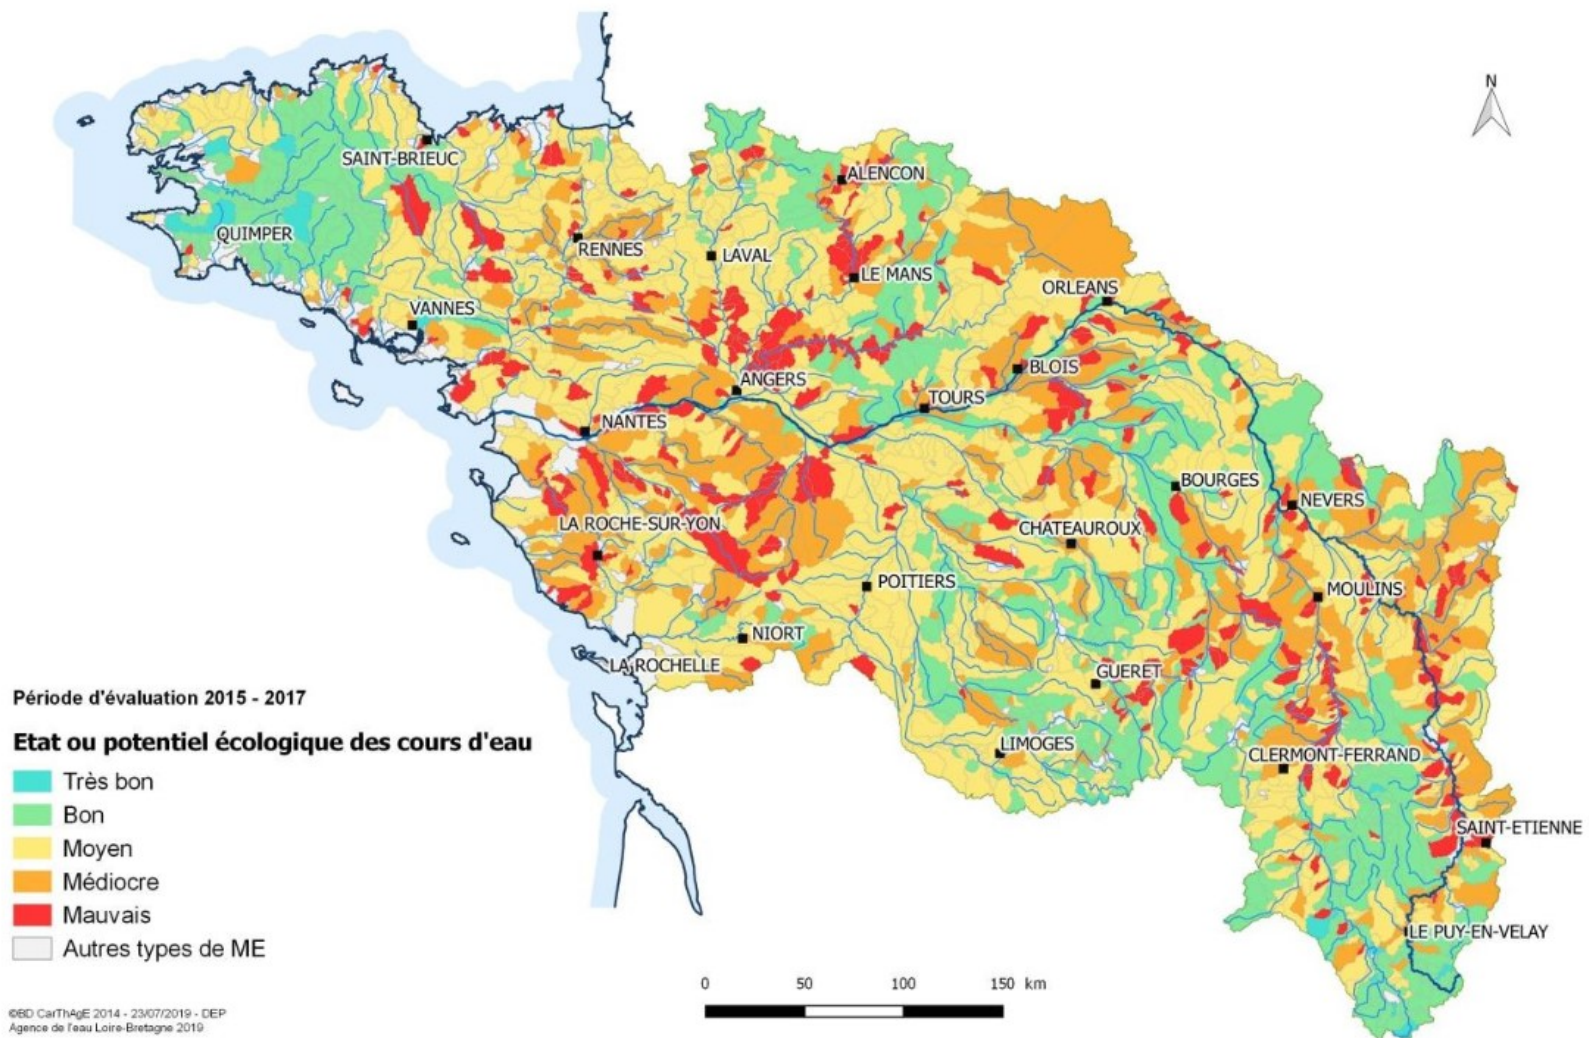 N
SAINT-BRIEUC
ALENCON
QUIMPER
RENNES
LAVAL
LE MANS
ORLEANS
VANNES
BLOIS
ANGERS
TOURS
NANTES
BOURGES
NEVERS
LA ROCHE-SUR-YON
CHATEAUROUX
POITIERS
MOULINS
NIORT
LA ROCHELLE
GUERET
LIMOGES
CLERMONT-FERRAND
SAINT-ETIENNE
LE PUY-EN-VELAY
Période d'évaluation 2015 - 2017
Etat ou potentiel écologique des cours d'eau
Très bon
Bon
Moyen
Médiocre
Mauvais
Autres types de ME
0 50 100 150 km
©BD CarThAgE 2014 - 23/07/2019 - DEP
Agence de l'eau Loire-Bretagne 2019